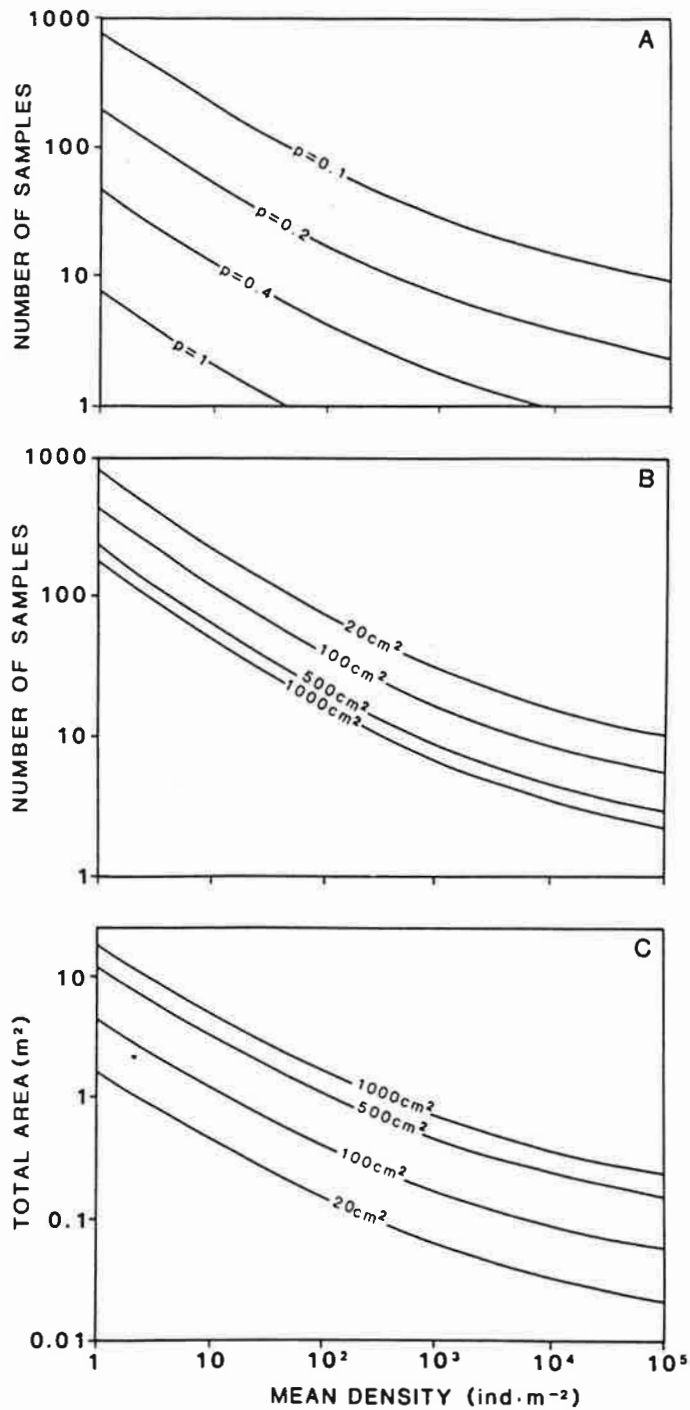 A
NUMBER OF SAMPLES
1000
100
10
1
p=0.1
p=0.2
p=0.4
p=1
B
NUMBER OF SAMPLES
1000
100
10
1
20cm²
100cm²
500cm²
1000cm²
C
TOTAL AREA (m²)
10
1
0.1
0.01
1000cm²
500cm²
100cm²
20cm²
1 10 10² 10³ 10⁴ 10⁵
MEAN DENSITY (ind·m⁻²)